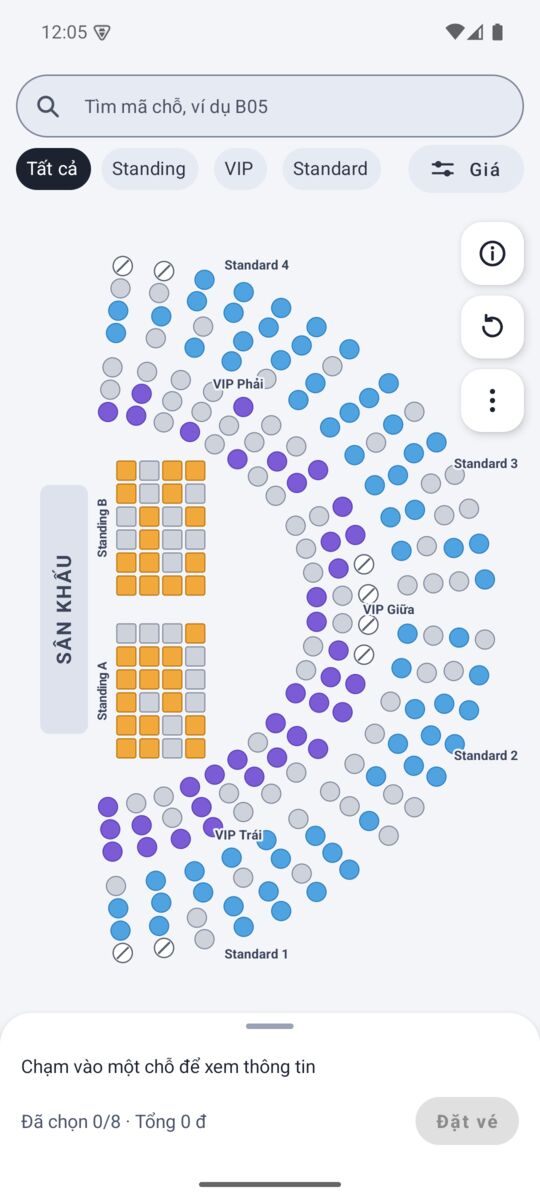 12:05
Tìm mã chỗ, ví dụ B05
Tất cả
Standing
VIP
Standard
Giá
Standard 4
VIP Phải
Standard 3
Standing B
SÂN KHẤU
VIP Giữa
Standing A
Standard 2
VIP Trái
Standard 1
Chạm vào một chỗ để xem thông tin
Đã chọn 0/8 · Tổng 0 đ
Đặt vé